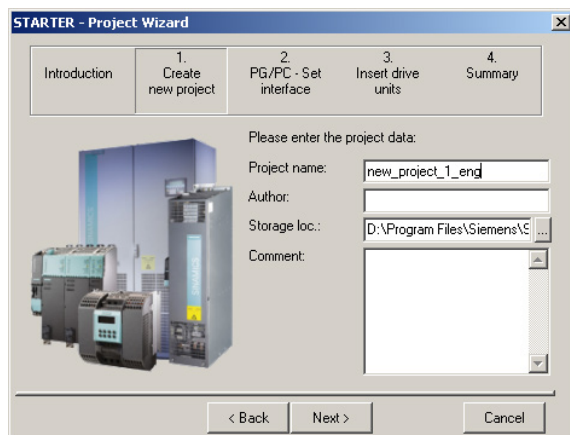 STARTER - Project Wizard
Introduction
1.
Create
new project
2.
PG/PC - Set
interface
3.
Insert drive
units
4.
Summary
Please enter the project data:
Project name:
new_project_1_eng
Author:
Storage loc.:
D:\Program Files\Siemens\S
...
Comment:
SINAMICS
< Back
Next >
Cancel